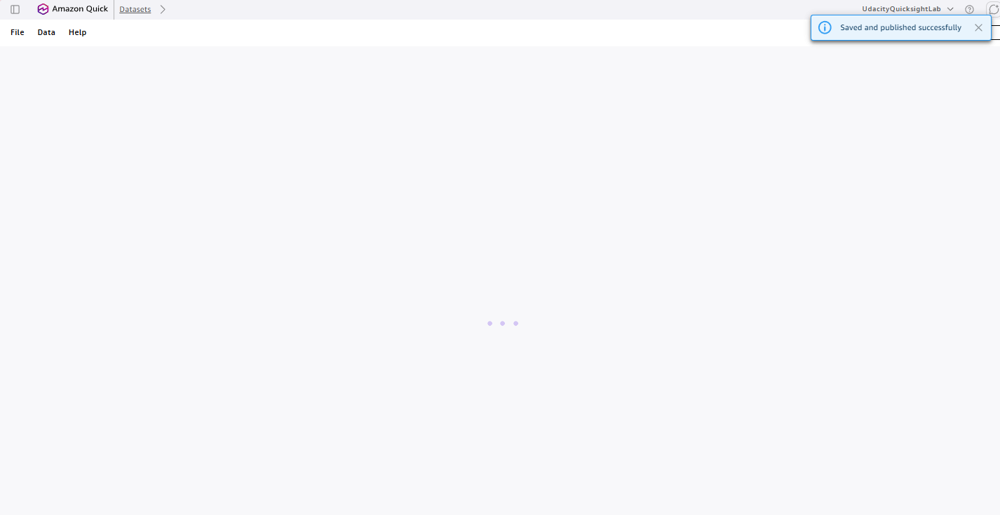 Amazon Quick Datasets UdacityQuicksightLab
File Data Help
Saved and published successfully